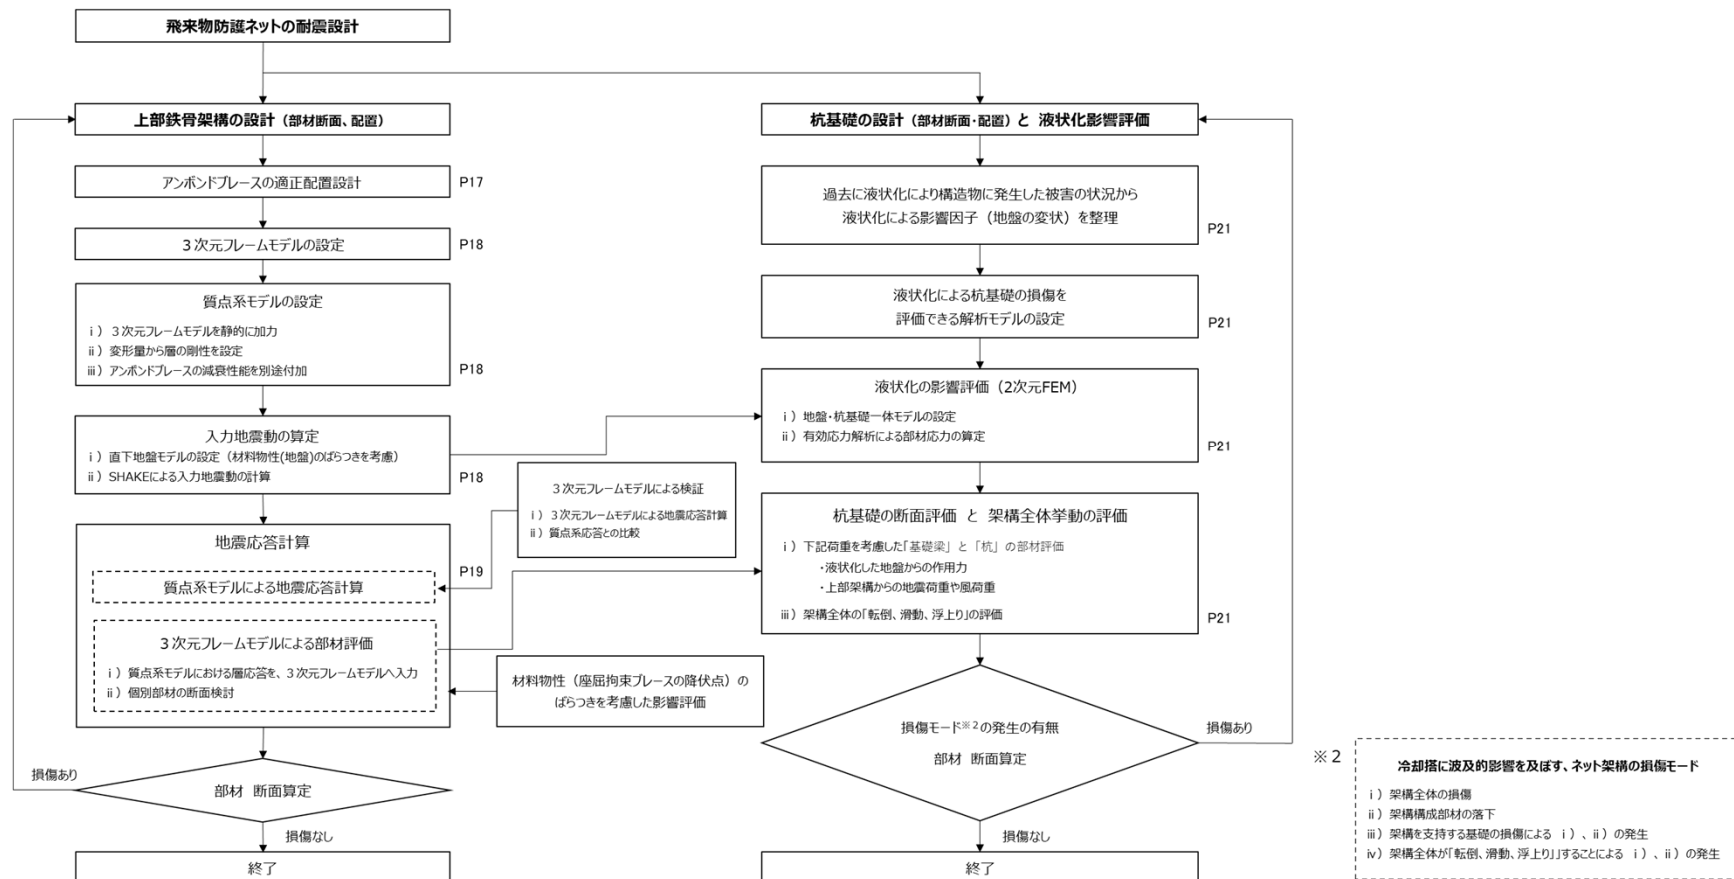 飛来物防護ネットの耐震設計
上部鉄骨架構の設計（部材断面、配置）
アンボンドブレースの適正配置設計
P17
３次元フレームモデルの設定
P18
質点系モデルの設定
ⅰ）３次元フレームモデルを静的に加力
ⅱ）変形量から層の剛性を設定
ⅲ）アンボンドブレースの減衰性能を別途付加
P18
入力地震動の算定
ⅰ）直下地盤モデルの設定（材料物性(地盤)のばらつきを考慮）
ⅱ）SHAKEによる入力地震動の計算
P18
３次元フレームモデルによる検証
ⅰ）３次元フレームモデルによる地震応答計算
ⅱ）質点系応答との比較
地震応答計算
P19
質点系モデルによる地震応答計算
３次元フレームモデルによる部材評価
ⅰ）質点系モデルにおける層応答を、３次元フレームモデルへ入力
ⅱ）個別部材の断面検討
材料物性（座屈拘束ブレースの降伏点）の
ばらつきを考慮した影響評価
損傷あり
部材　断面算定
損傷なし
終了
杭基礎の設計（部材断面・配置）と 液状化影響評価
過去に液状化により構造物に発生した被害の状況から
液状化による影響因子（地盤の変状）を整理
P21
液状化による杭基礎の損傷を
評価できる解析モデルの設定
P21
液状化の影響評価（2次元FEM）
ⅰ）地盤・杭基礎一体モデルの設定
ⅱ）有効応力解析による部材応力の算定
P21
杭基礎の断面評価 と 架構全体挙動の評価
ⅰ）下記荷重を考慮した「基礎梁」と「杭」の部材評価
・液状化した地盤からの作用力
・上部架構からの地震荷重や風荷重
ⅲ）架構全体の「転倒、滑動、浮上り」の評価
P21
損傷モード※2の発生の有無
部材　断面算定
損傷あり
損傷なし
終了
※２
冷却塔に波及的影響を及ぼす、ネット架構の損傷モード
ⅰ）架構全体の損傷
ⅱ）架構構成部材の落下
ⅲ）架構を支持する基礎の損傷による　ⅰ）、ⅱ）の発生
ⅳ）架構全体が「転倒、滑動、浮上り」」することによる　ⅰ）、ⅱ）の発生